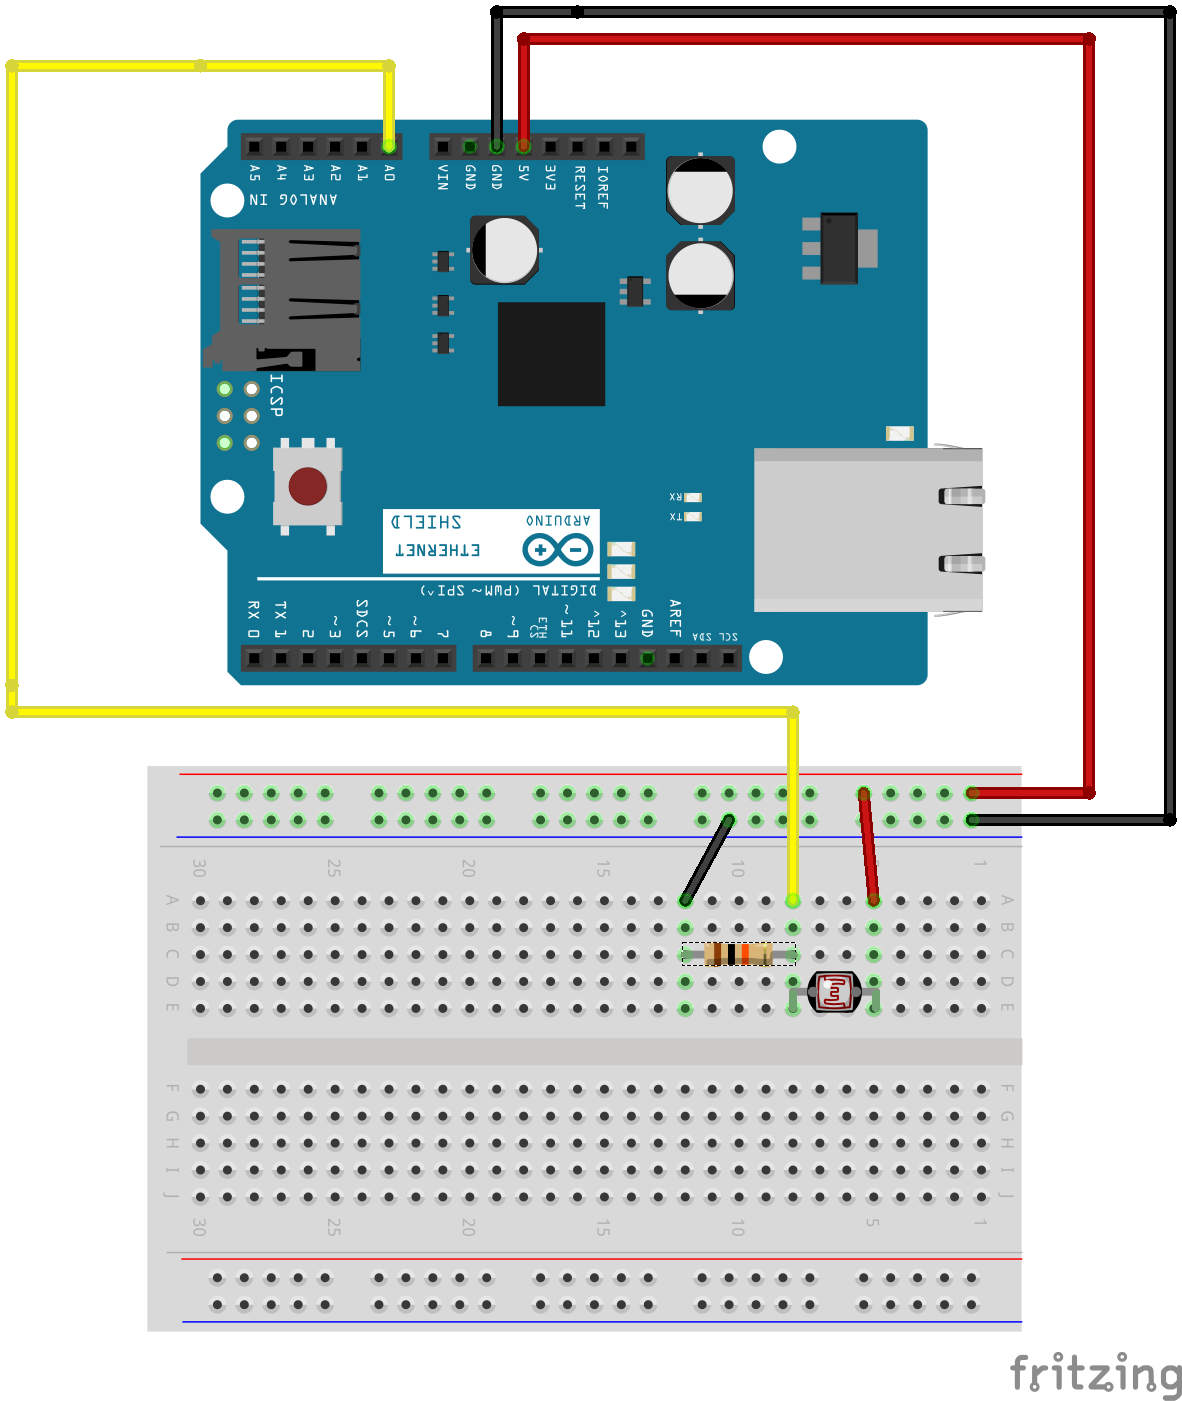 A5 A4 A3 A2 A1 A0 VIN GND GND 5V 3V3 RESET IOREF
ANALOG IN
ICSP
RX
TX
ARDUINO
SHIELD
ETHERNET
DIGITAL (PWM~ SPI^)
RX 0 TX 1 2 ~3 SDCS ~5 ~6 7 8 ~9 ETH CS ~11 ^12 ^13 GND AREF SDA SCL
30 25 20 15 10 1
A A
B B
C C
D D
E E
F F
G G
H H
I I
J J
30 25 20 15 10 5 1
fritzing